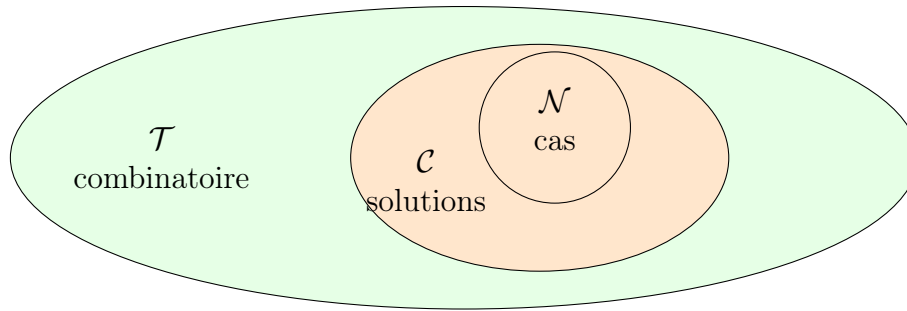 𝒯
combinatoire
𝒞
solutions
𝒩
cas